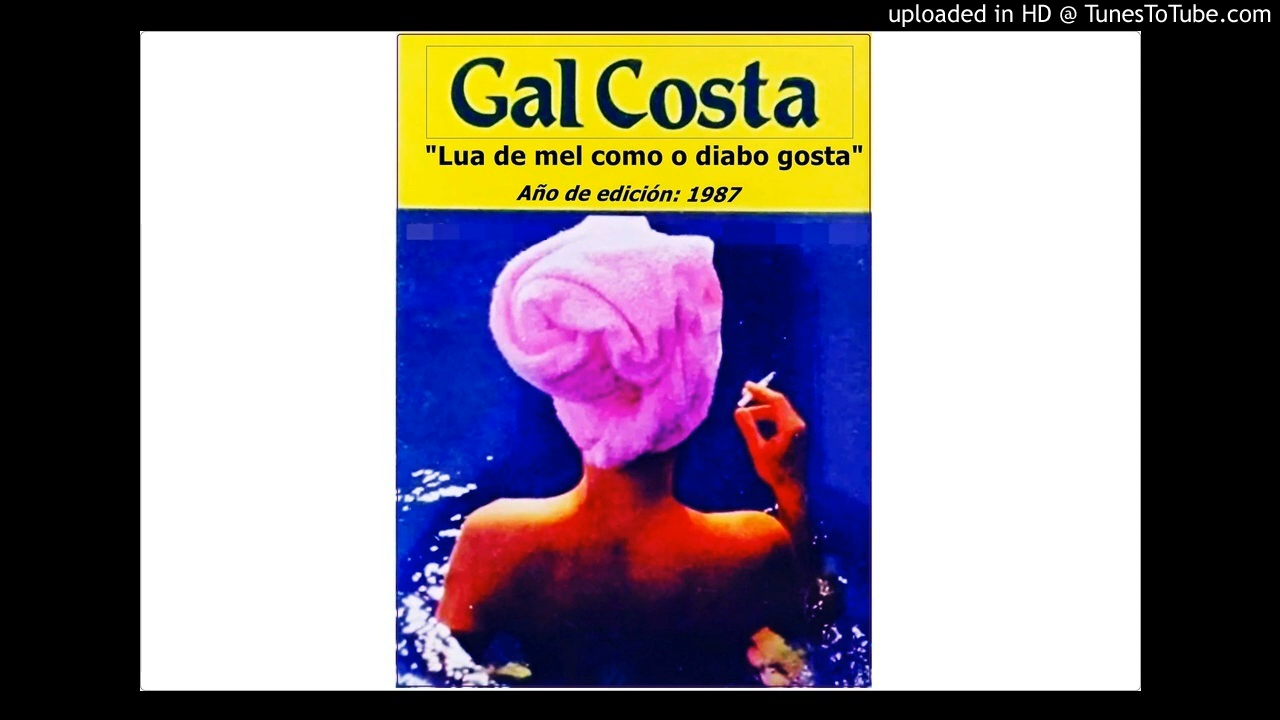 uploaded in HD @ TunesToTube.com
Gal Costa
"Lua de mel como o diabo gosta"
Año de edición: 1987